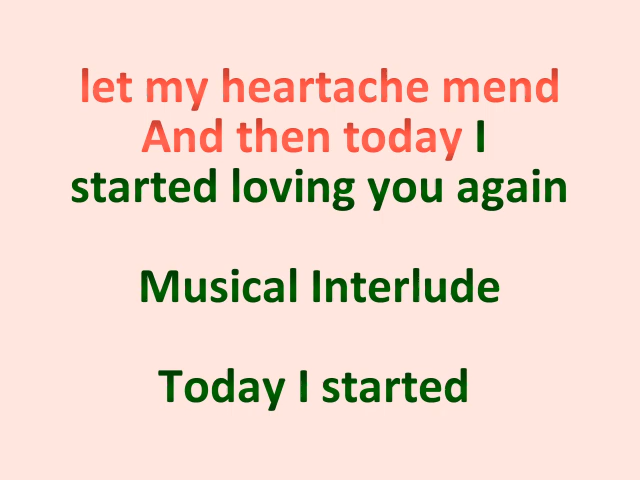 let my heartache mend
And then today I
started loving you again
Musical Interlude
Today I started